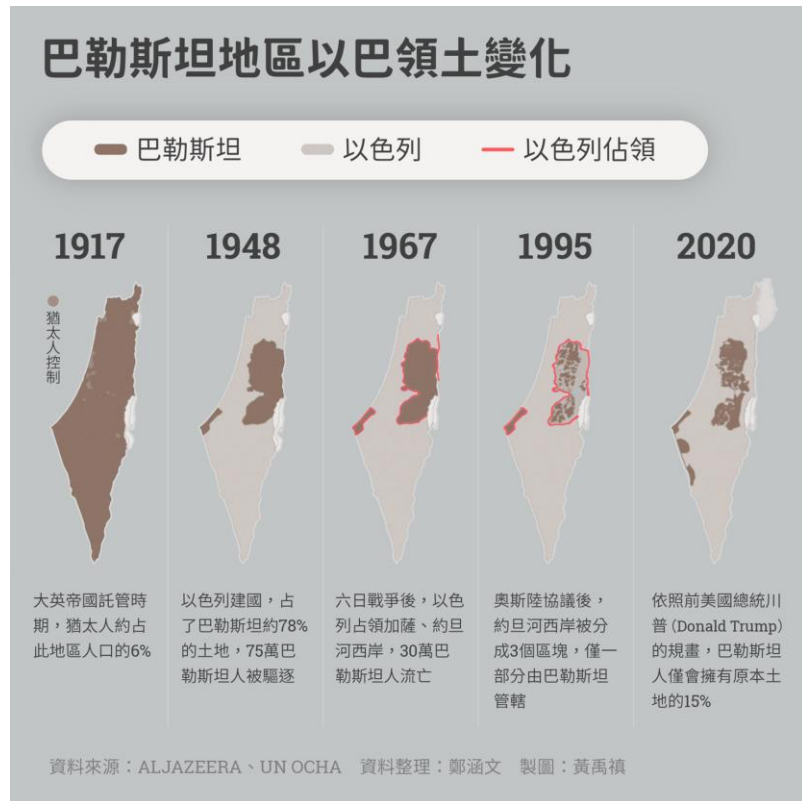 巴勒斯坦地區以巴領土變化
巴勒斯坦 以色列 以色列佔領
1917
猶太人控制
大英帝國託管時
期，猶太人約占
此地區人口的6%
1948
以色列建國，占
了巴勒斯坦約78%
的土地，75萬巴
勒斯坦人被驅逐
1967
六日戰爭後，以色
列占領加薩、約旦
河西岸，30萬巴
勒斯坦人流亡
1995
奧斯陸協議後，
約旦河西岸被分
成3個區塊，僅一
部分由巴勒斯坦
管轄
2020
依照前美國總統川
普（Donald Trump）
的規畫，巴勒斯坦
人僅會擁有原本土
地的15%
資料來源：ALJAZEERA、UN OCHA 資料整理：鄭涵文 製圖：黃禹禛